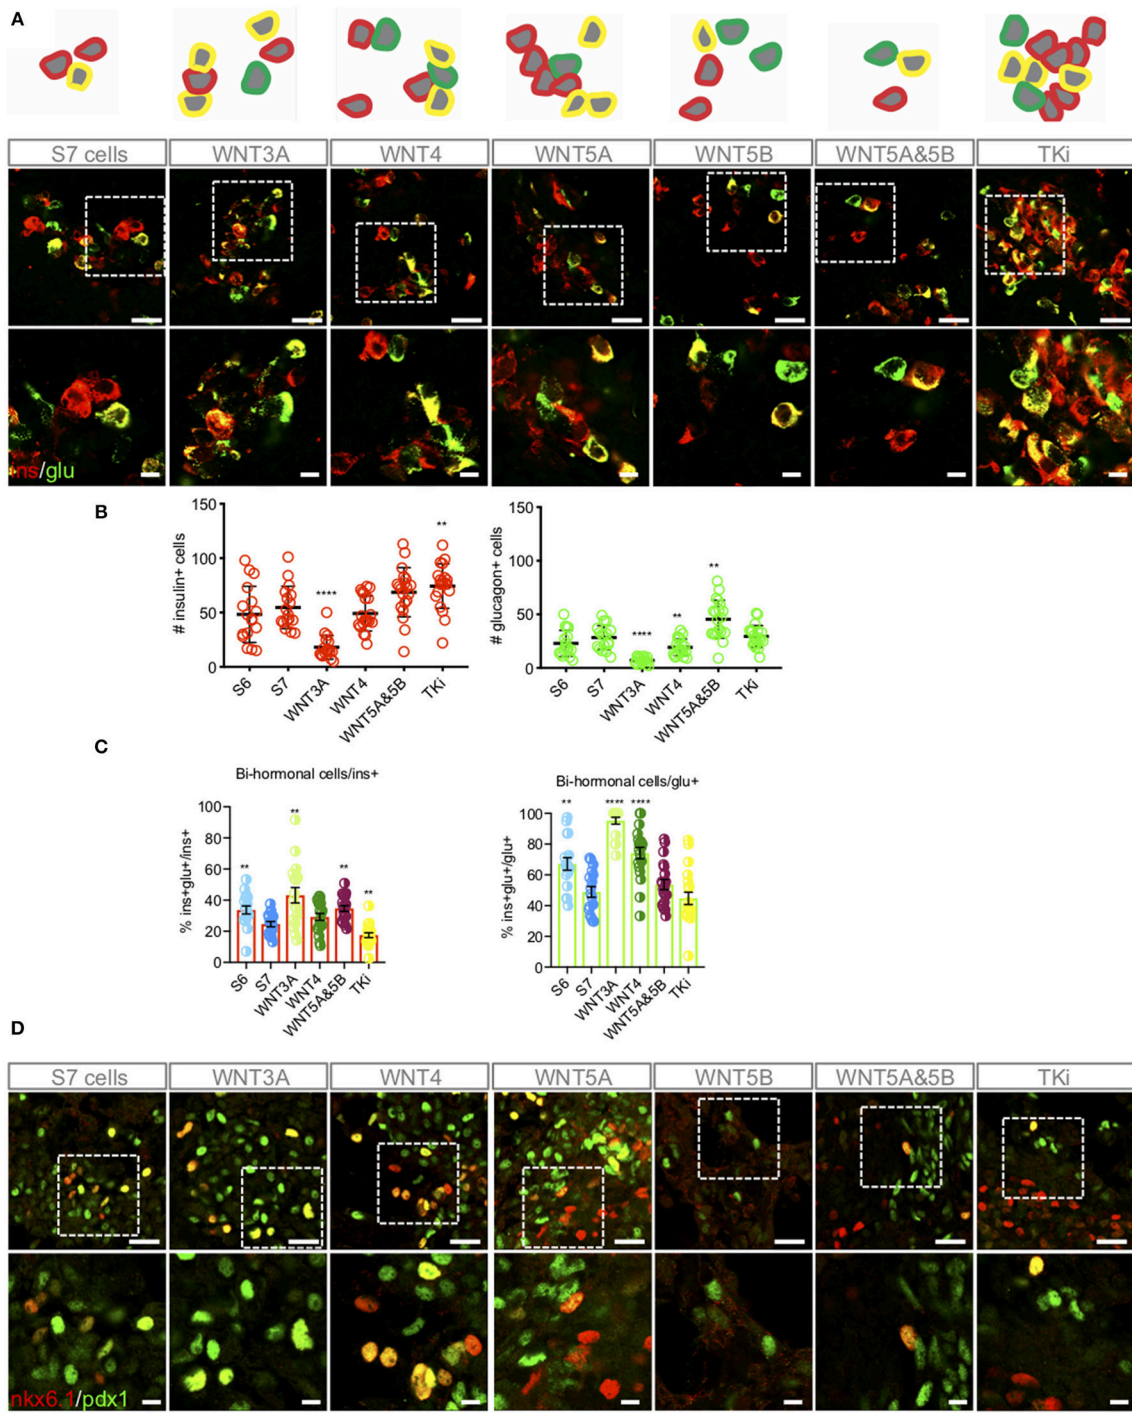 A
S7 cells WNT3A WNT4 WNT5A WNT5B WNT5A&5B TKi
ins/glu
B
150
100
50
0
# insulin+ cells
****
**
S6 S7 WNT3A WNT4 WNT5A&5B TKi
150
100
50
0
# glucagon+ cells
****
**
**
S6 S7 WNT3A WNT4 WNT5A&5B TKi
C
Bi-hormonal cells/ins+
100
80
60
40
20
0
% ins+glu+/ins+
**
**
**
**
S6 S7 WNT3A WNT4 WNT5A&5B TKi
Bi-hormonal cells/glu+
100
80
60
40
20
0
% ins+glu+/glu+
**
****
****
S6 S7 WNT3A WNT4 WNT5A&5B TKi
D
S7 cells WNT3A WNT4 WNT5A WNT5B WNT5A&5B TKi
nkx6.1/pdx1